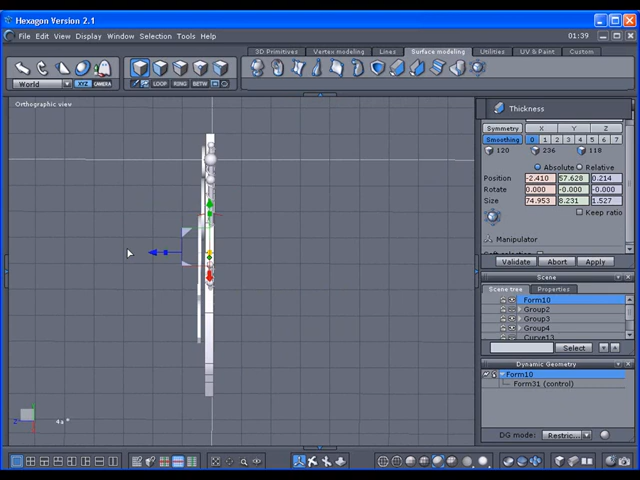 Hexagon Version 2.1
File Edit View Display Window Selection Tools Help
01:39
3D Primitives Vertex modeling Lines Surface modeling Utilities UV & Paint Custom
World XYZ CAMERA
LOOP RING BETW
Orthographic view
Thickness
Symmetry X Y Z
Smoothing 0 1 2 3 4 5 6 7
120 236 118
Absolute Relative
Position -2.410 57.628 0.214
Rotate 0.000 -0.000 -0.000
Size 74.953 8.231 1.527
Keep ratio
Manipulator
Validate Abort Apply
Scene
Scene tree Properties
Form10
Group2
Group3
Group4
Curve13
Select
Dynamic Geometry
Form10
Form31 (control)
DG mode: Restric...